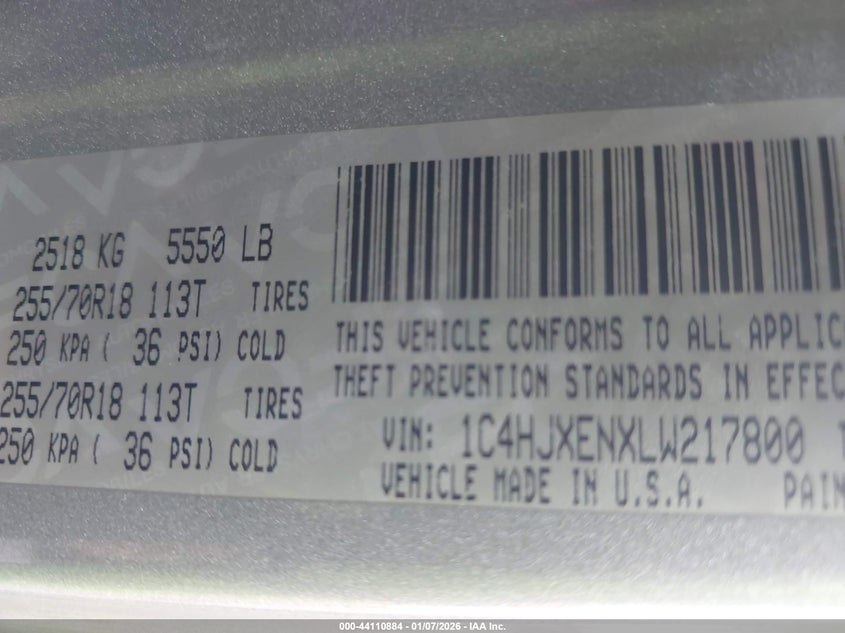 2518 KG 5550 LB
255/70R18 113T TIRES
250 KPA ( 36 PSI) COLD
255/70R18 113T TIRES
250 KPA ( 36 PSI) COLD
THIS VEHICLE CONFORMS TO ALL APPLIC
THEFT PREVENTION STANDARDS IN EFFEC
VIN: 1C4HJXENXLW217800
VEHICLE MADE IN U.S.A. PAIN
000-44110884 - 01/07/2026 - IAA Inc.